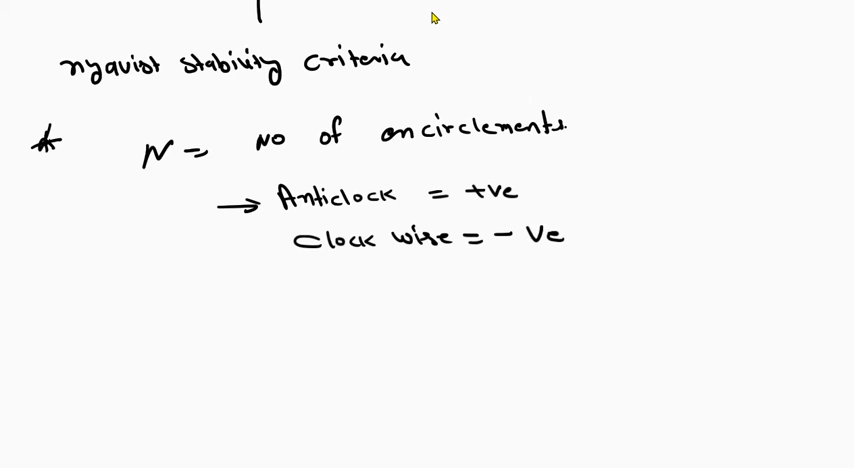 nyquist stability criteria
* N = No of encirclements.
→ Anticlock = +ve
Clock wise = - Ve